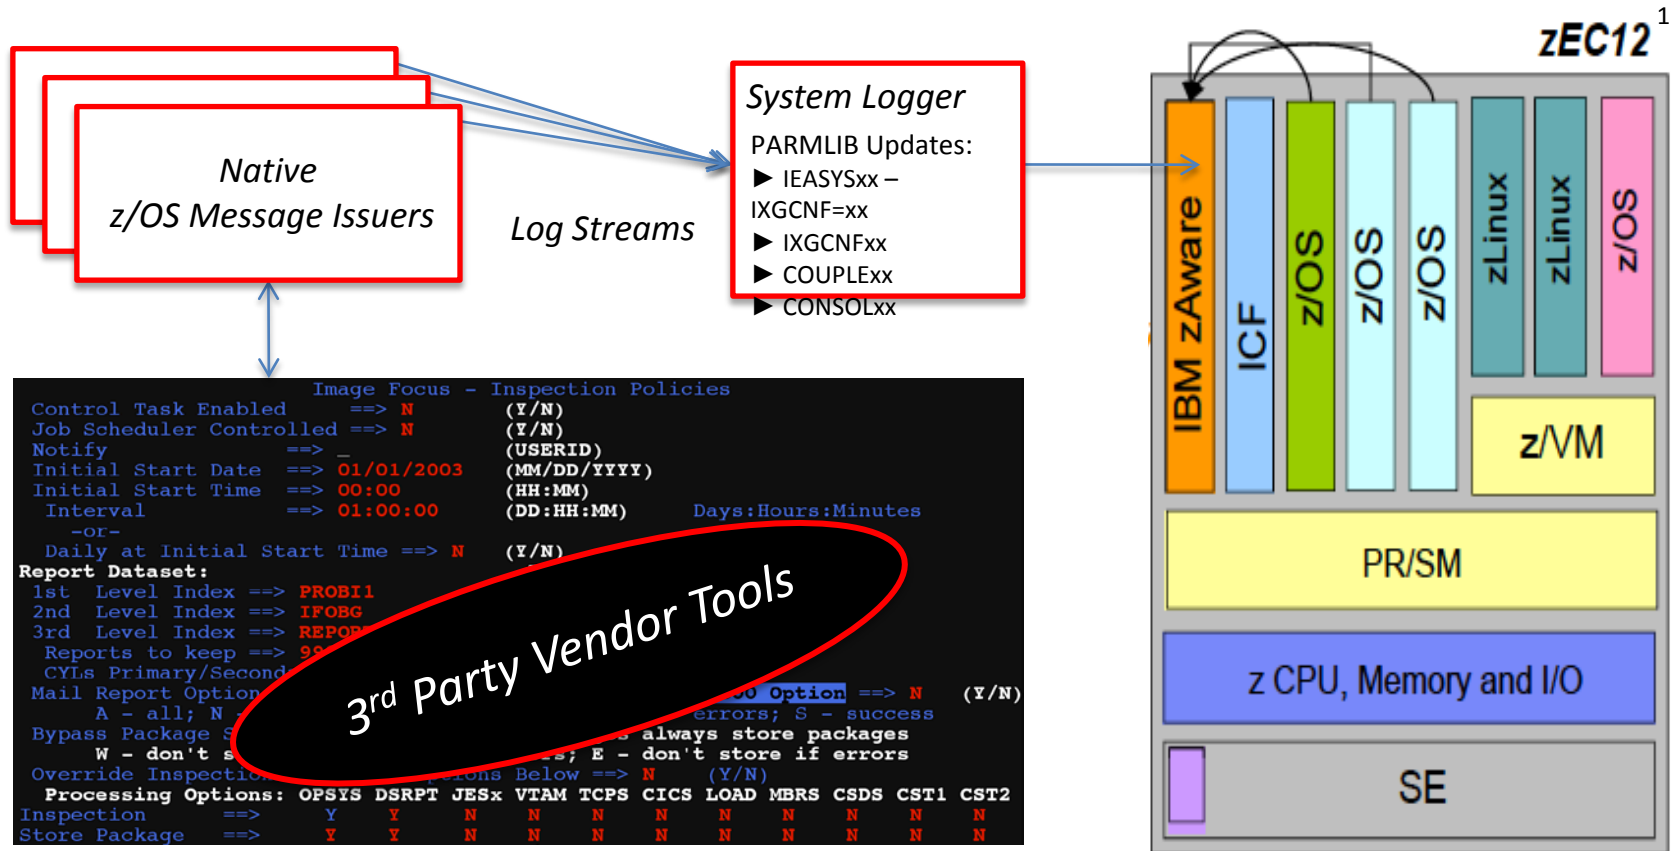 1
zEC12
Native
z/OS Message Issuers
Log Streams
System Logger
PARMLIB Updates:
► IEASYSxx –
IXGCNF=xx
► IXGCNFxx
► COUPLExx
► CONSOLxx
IBM zAware
ICF
z/OS
z/OS
z/OS
zLinux
zLinux
z/OS
z/VM
PR/SM
z CPU, Memory and I/O
SE
Image Focus - Inspection Policies
Control Task Enabled ==> N (Y/N)
Job Scheduler Controlled ==> N (Y/N)
Notify ==> _ (USERID)
Initial Start Date ==> 01/01/2003 (MM/DD/YYYY)
Initial Start Time ==> 00:00 (HH:MM)
Interval ==> 01:00:00 (DD:HH:MM) Days:Hours:Minutes
-or-
Daily at Initial Start Time ==> N (Y/N)
Report Dataset:
1st Level Index ==> PROBI1
2nd Level Index ==> IFOBG
3rd Level Index ==>
Reports to keep ==>
CYLs
Mail Report Option Option ==> N (Y/N)
A - all; N errors; S - success
Bypass Package always store packages
W - don't E - don't store if errors
Override Inspection Below ==> N (Y/N)
Processing Options: OPSYS DSRPT JESx VTAM TCPS CICS LOAD MBRS CSDS CST1 CST2
Inspection ==> Y Y N N N N N N N N N
Store Package ==> Y Y N N N N N N N N N
3rd Party Vendor Tools